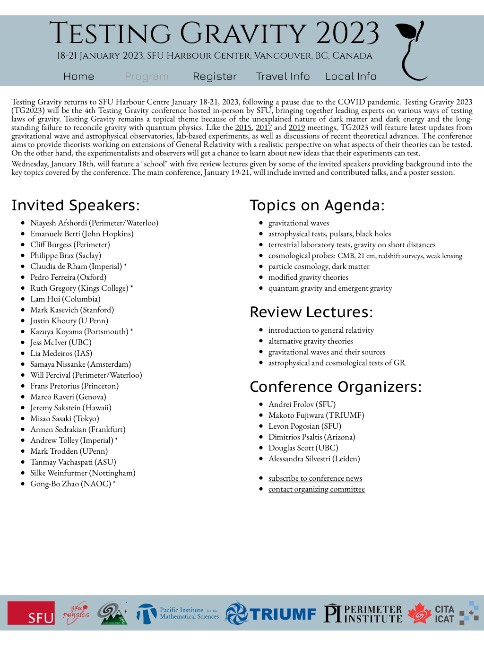 TESTING GRAVITY 2023
18-21 JANUARY 2023, SFU HARBOUR CENTER, VANCOUVER, BC, CANADA
Home Program Register Travel Info Local Info
Testing Gravity returns to SFU Harbour Centre January 18-21, 2023, following a pause due to the COVID pandemic. Testing Gravity 2023
(TG2023) will be the 4th Testing Gravity conference hosted in-person by SFU, bringing together leading experts on various ways of testing
laws of gravity. Testing Gravity remains a topical theme because of the unexplained nature of dark matter and dark energy and the long-
standing failure to reconcile gravity with quantum physics. Like the 2015, 2017 and 2019 meetings, TG2023 will feature latest updates from
gravitational wave and astrophysical observatories, lab-based experiments, as well as discussions of recent theoretical advances. The conference
aims to provide theorists working on extensions of General Relativity with a realistic perspective on what aspects of their theories can be tested.
On the other hand, the experimentalists and observers will get a chance to learn about new ideas that their experiments can test.
Wednesday, January 18th, will feature a "school" with five review lectures given by some of the invited speakers providing background into the
key topics covered by the conference. The main conference, January 19-21, will include invited and contributed talks, and a poster session.
Invited Speakers:
• Niayesh Afshordi (Perimeter/Waterloo)
• Emanuele Berti (John Hopkins)
• Cliff Burgess (Perimeter)
• Philippe Brax (Saclay)
• Claudia de Rham (Imperial) *
• Pedro Ferreira (Oxford)
• Ruth Gregory (Kings College) *
• Lam Hui (Columbia)
• Mark Kasevich (Stanford)
• Justin Khoury (U Penn)
• Kazuya Koyama (Portsmouth) *
• Jess McIver (UBC)
• Lia Medeiros (IAS)
• Samaya Nissanke (Amsterdam)
• Will Percival (Perimeter/Waterloo)
• Frans Pretorius (Princeton)
• Marco Raveri (Genova)
• Jeremy Sakstein (Hawaii)
• Misao Sasaki (Tokyo)
• Armen Sedrakian (Frankfurt)
• Andrew Tolley (Imperial) *
• Mark Trodden (UPenn)
• Tanmay Vachaspati (ASU)
• Silke Weinfurtner (Nottingham)
• Gong-Bo Zhao (NAOC) *
Topics on Agenda:
• gravitational waves
• astrophysical tests, pulsars, black holes
• terrestrial laboratory tests, gravity on short distances
• cosmological probes: CMB, 21 cm, redshift surveys, weak lensing
• particle cosmology, dark matter
• modified gravity theories
• quantum gravity and emergent gravity
Review Lectures:
• introduction to general relativity
• alternative gravity theories
• gravitational waves and their sources
• astrophysical and cosmological tests of GR
Conference Organizers:
• Andrei Frolov (SFU)
• Makoto Fujiwara (TRIUMF)
• Levon Pogosian (SFU)
• Dimitrios Psaltis (Arizona)
• Douglas Scott (UBC)
• Alessandra Silvestri (Leiden)
• subscribe to conference news
• contact organizing committee
SFU
Pacific Institute for the
Mathematical Sciences
TRIUMF
PI PERIMETER
INSTITUTE
CITA
ICAT